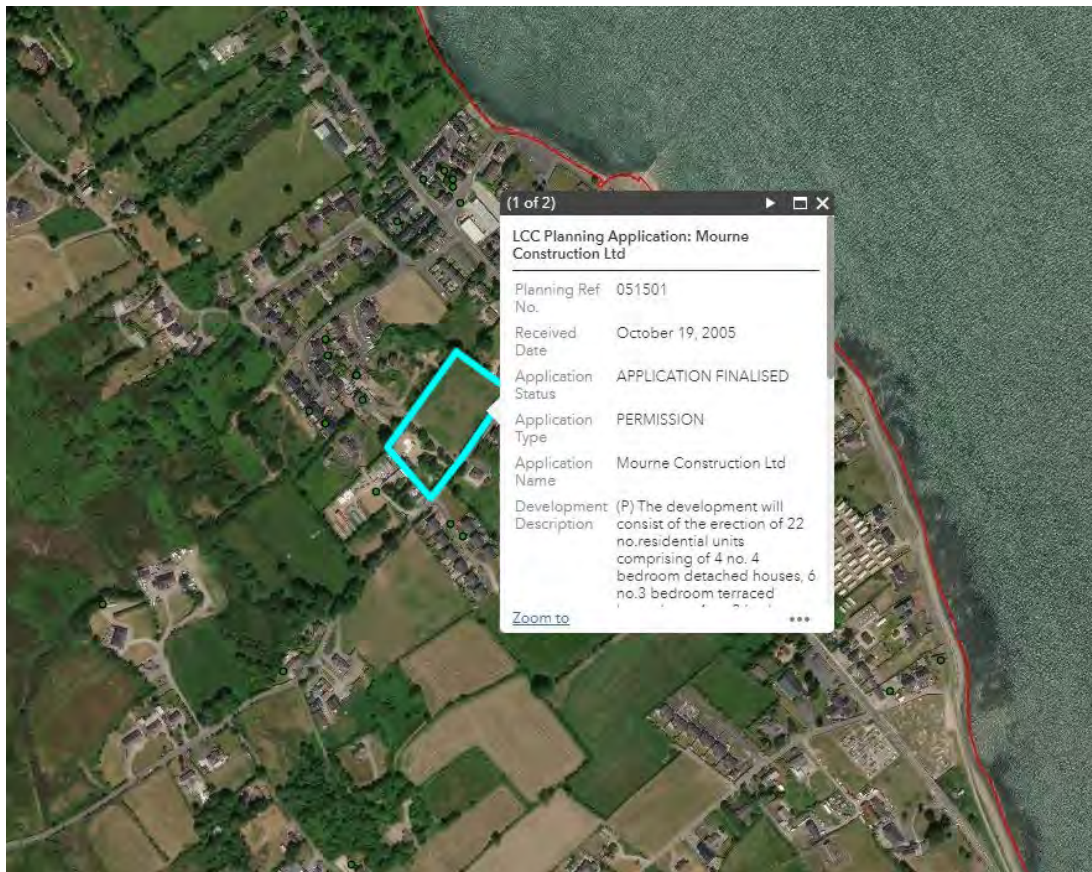 (1 of 2)
LCC Planning Application: Mourne
Construction Ltd
Planning Ref 051501
No.
Received October 19, 2005
Date
Application APPLICATION FINALISED
Status
Application PERMISSION
Type
Application Mourne Construction Ltd
Name
Development (P) The development will
Description consist of the erection of 22
no.residential units
comprising of 4 no. 4
bedroom detached houses, 6
no.3 bedroom terraced
Zoom to